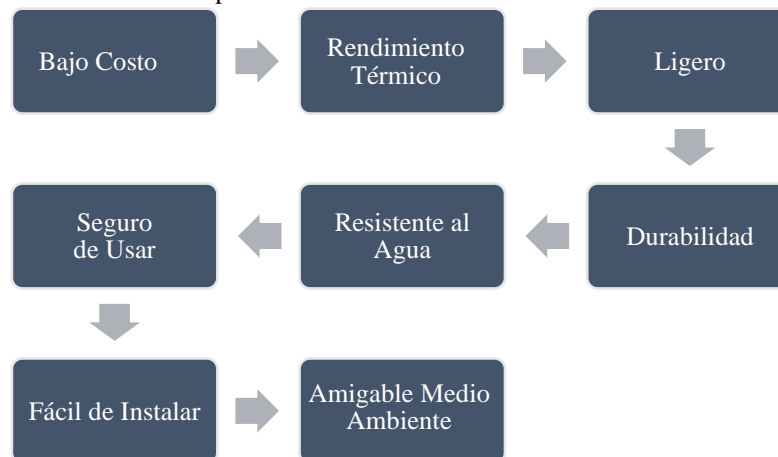 Bajo Costo
Rendimiento
Térmico
Ligero
Durabilidad
Resistente al
Agua
Seguro
de Usar
Fácil de Instalar
Amigable Medio
Ambiente